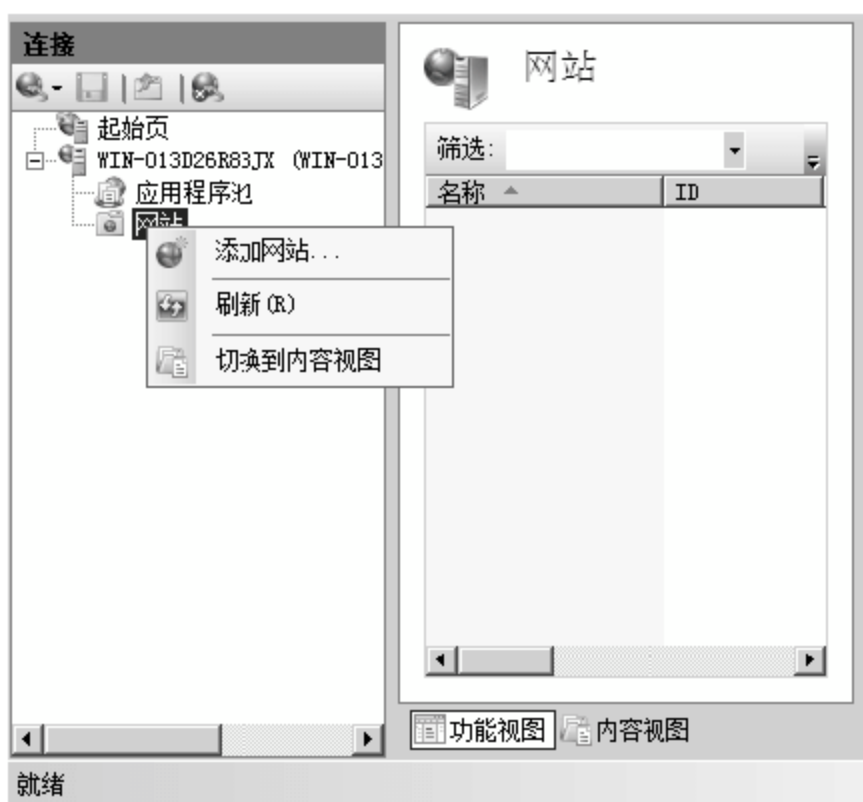 连接
起始页
WIN-013D26R83JX (WIN-013
应用程序池
网站
添加网站...
刷新(R)
切换到内容视图
网站
筛选:
名称 ID
功能视图 内容视图
就绪